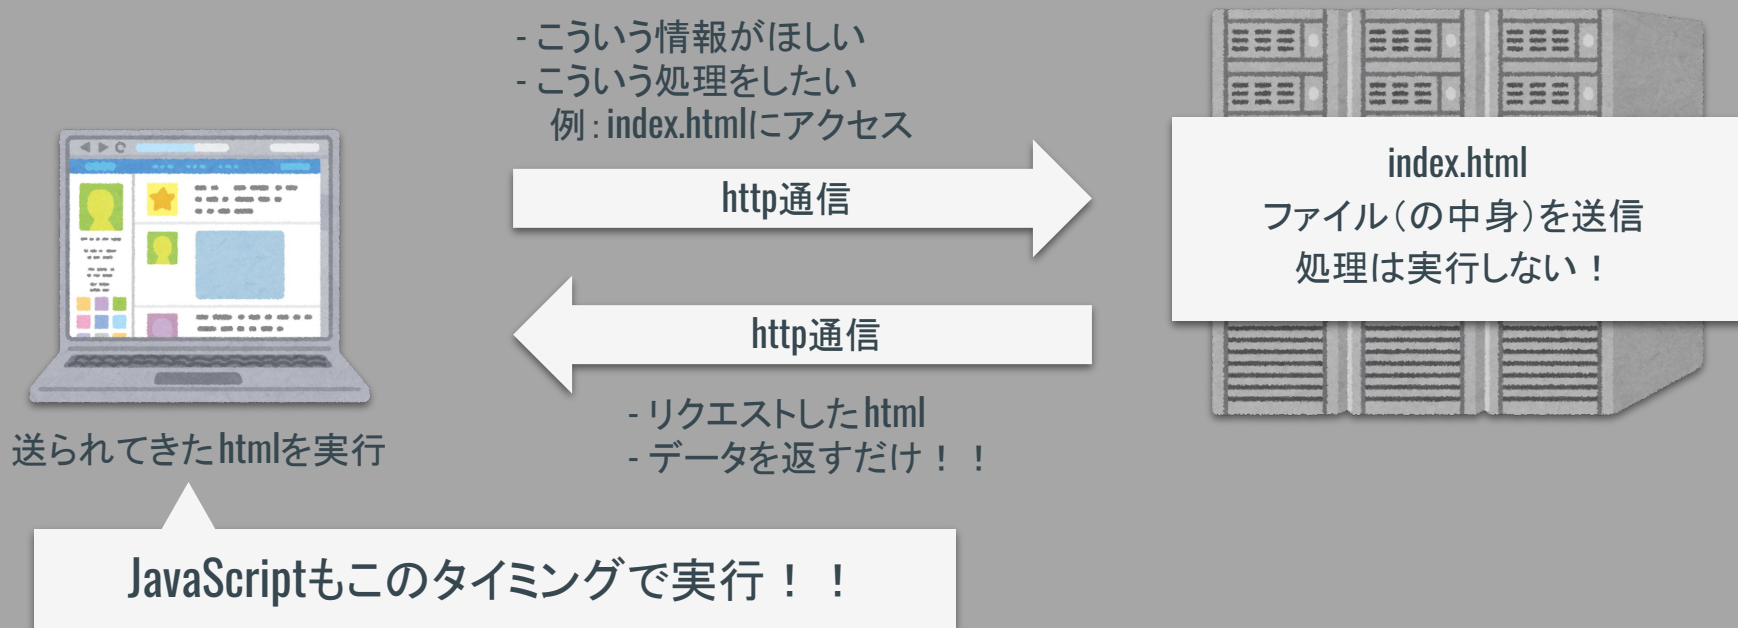 - こういう情報がほしい
- こういう処理をしたい
例：index.htmlにアクセス
http通信
index.html
ファイル（の中身）を送信
処理は実行しない！
http通信
- リクエストしたhtml
- データを返すだけ！！
送られてきたhtmlを実行
JavaScriptもこのタイミングで実行！！